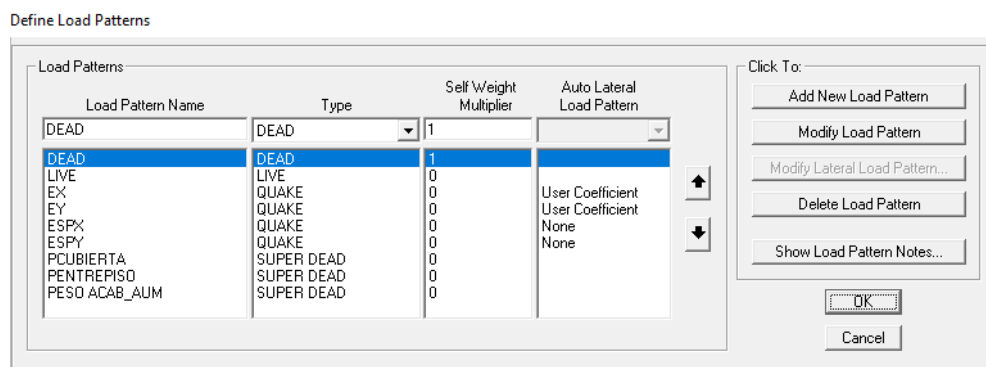 Define Load Patterns
Load Patterns
Load Pattern Name Type Self Weight Multiplier Auto Lateral Load Pattern
DEAD DEAD 1
DEAD DEAD 1
LIVE LIVE 0
EX QUAKE 0 User Coefficient
EY QUAKE 0 User Coefficient
ESPX QUAKE 0 None
ESPY QUAKE 0 None
PCUBIERTA SUPER DEAD 0
PENTREPISO SUPER DEAD 0
PESO ACAB_AUM SUPER DEAD 0
Click To:
Add New Load Pattern
Modify Load Pattern
Modify Lateral Load Pattern...
Delete Load Pattern
Show Load Pattern Notes...
OK
Cancel